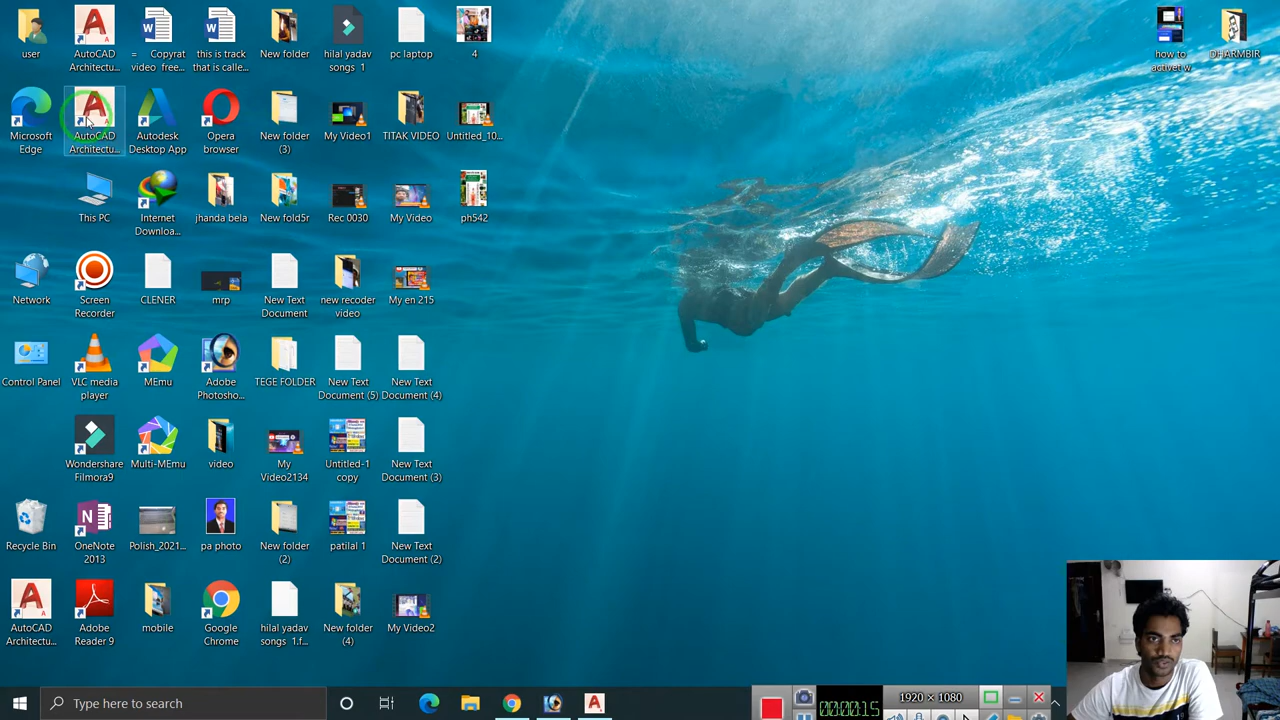 user
AutoCAD
Architectu...
=    Copyrat
video  free...
this is track
that is calle...
New folder
hilal yadav
songs  1
pc laptop
4
how to
activet w
DHARMBIR
Microsoft
Edge
AutoCAD
Architectu...
Autodesk
Desktop App
Opera
browser
New folder
(3)
My Video1
TITAK VIDEO
Untitled_10...
This PC
Internet
Downloa...
jhanda bela
New fold5r
Rec 0030
My Video
ph542
Network
Screen
Recorder
CLENER
mrp
New Text
Document
new recoder
video
My en 215
Control Panel
VLC media
player
MEmu
Adobe
Photosho...
TEGE FOLDER
New Text
Document (5)
New Text
Document (4)
Wondershare
Filmora9
Multi-MEmu
video
My
Video2134
Untitled-1
copy
New Text
Document (3)
Recycle Bin
OneNote
2013
Polish_2021...
pa photo
New folder
(2)
patilal 1
New Text
Document (2)
AutoCAD
Architectu...
Adobe
Reader 9
mobile
Google
Chrome
hilal yadav
songs  1.f...
New folder
(4)
My Video2
Type here to search
00:00:15
1920 × 1080